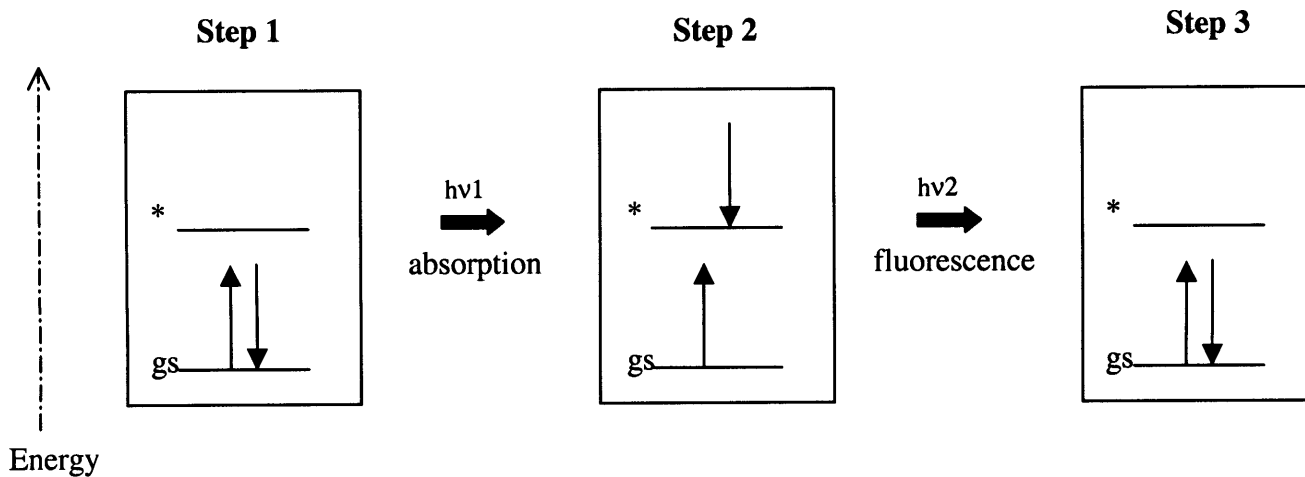 Step 1
Step 2
Step 3
*
gs
hν1
absorption
*
gs
hν2
fluorescence
*
gs
Energy